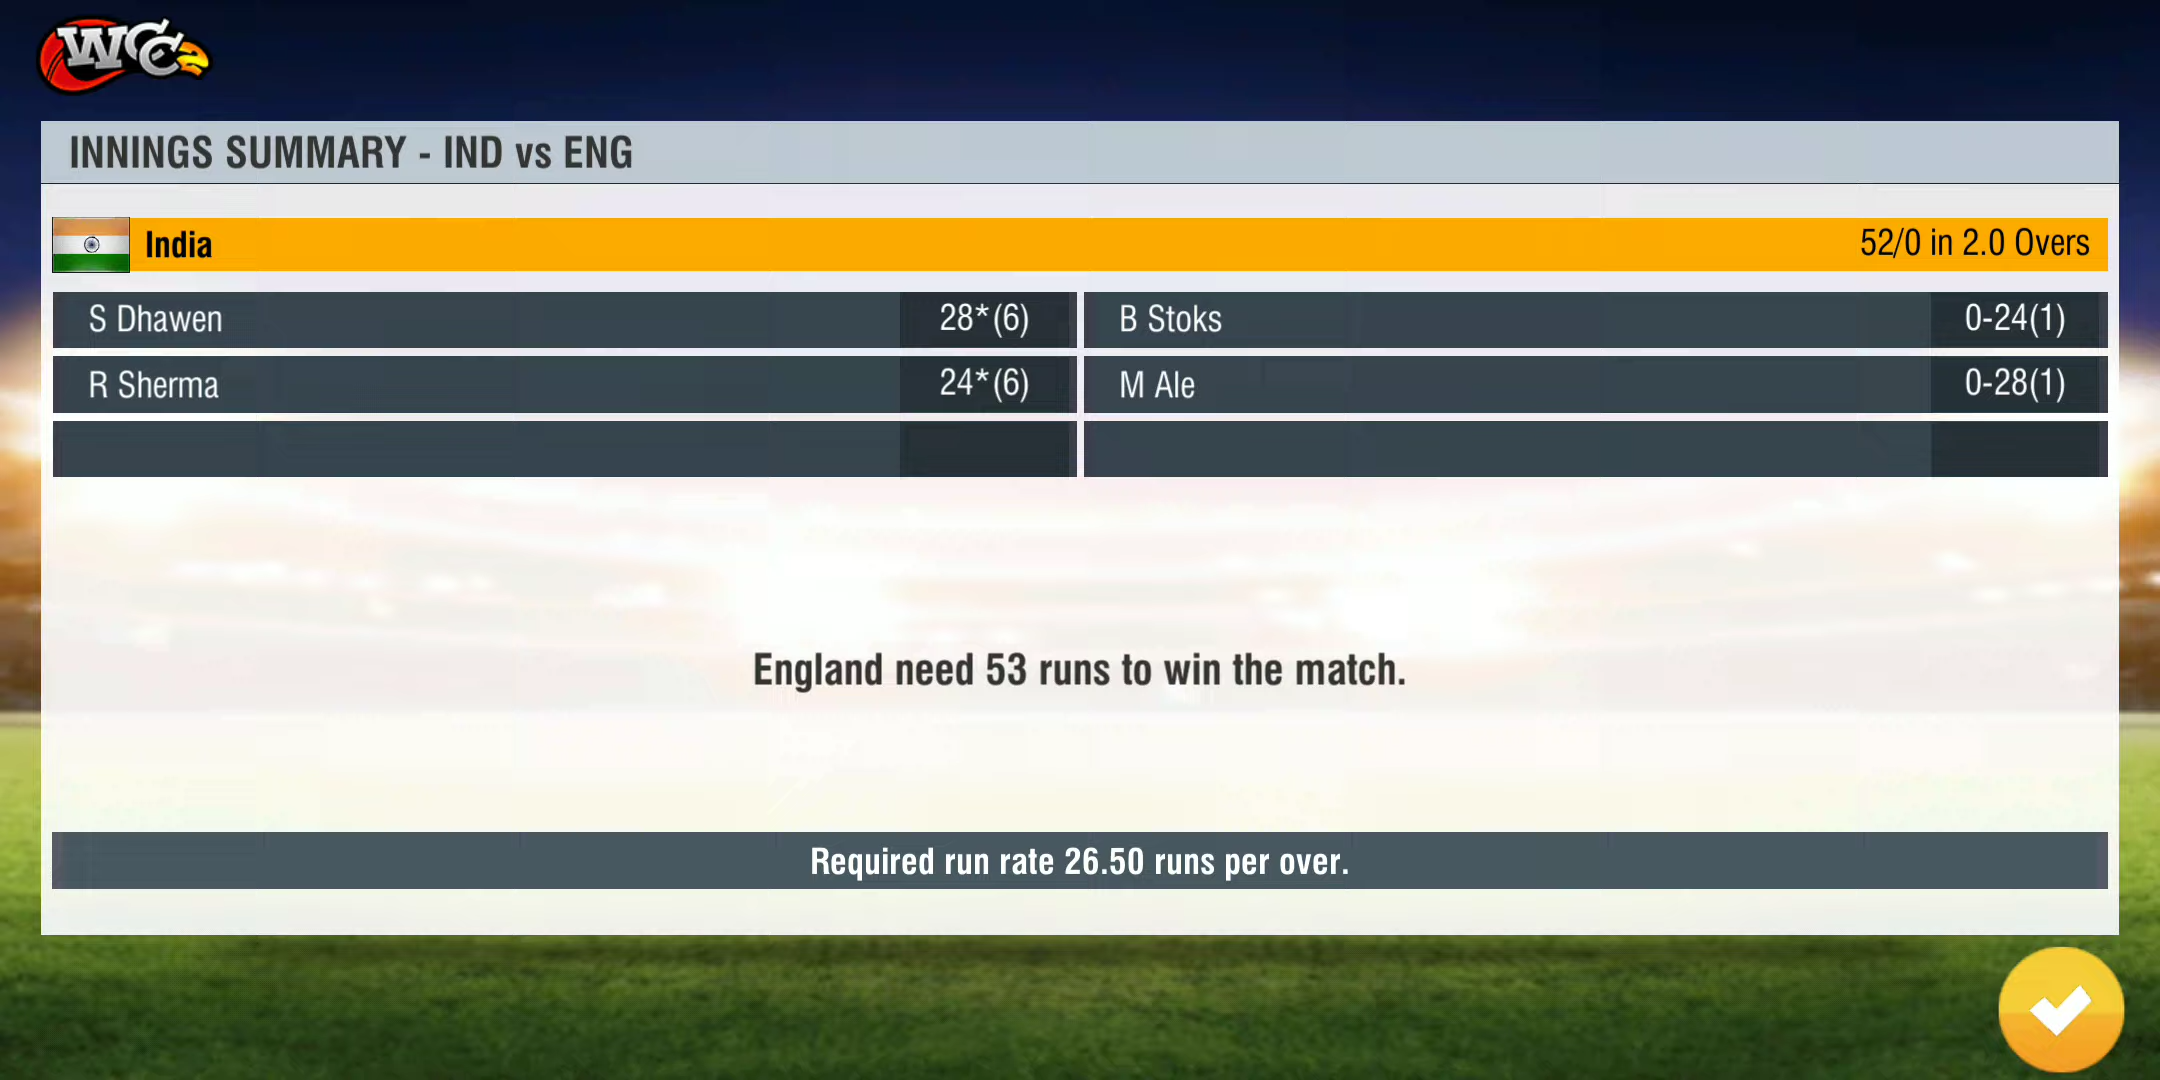 WCC2
INNINGS SUMMARY - IND vs ENG
India 52/0 in 2.0 Overs
S Dhawen 28*(6) B Stoks 0-24(1)
R Sherma 24*(6) M Ale 0-28(1)
England need 53 runs to win the match.
Required run rate 26.50 runs per over.